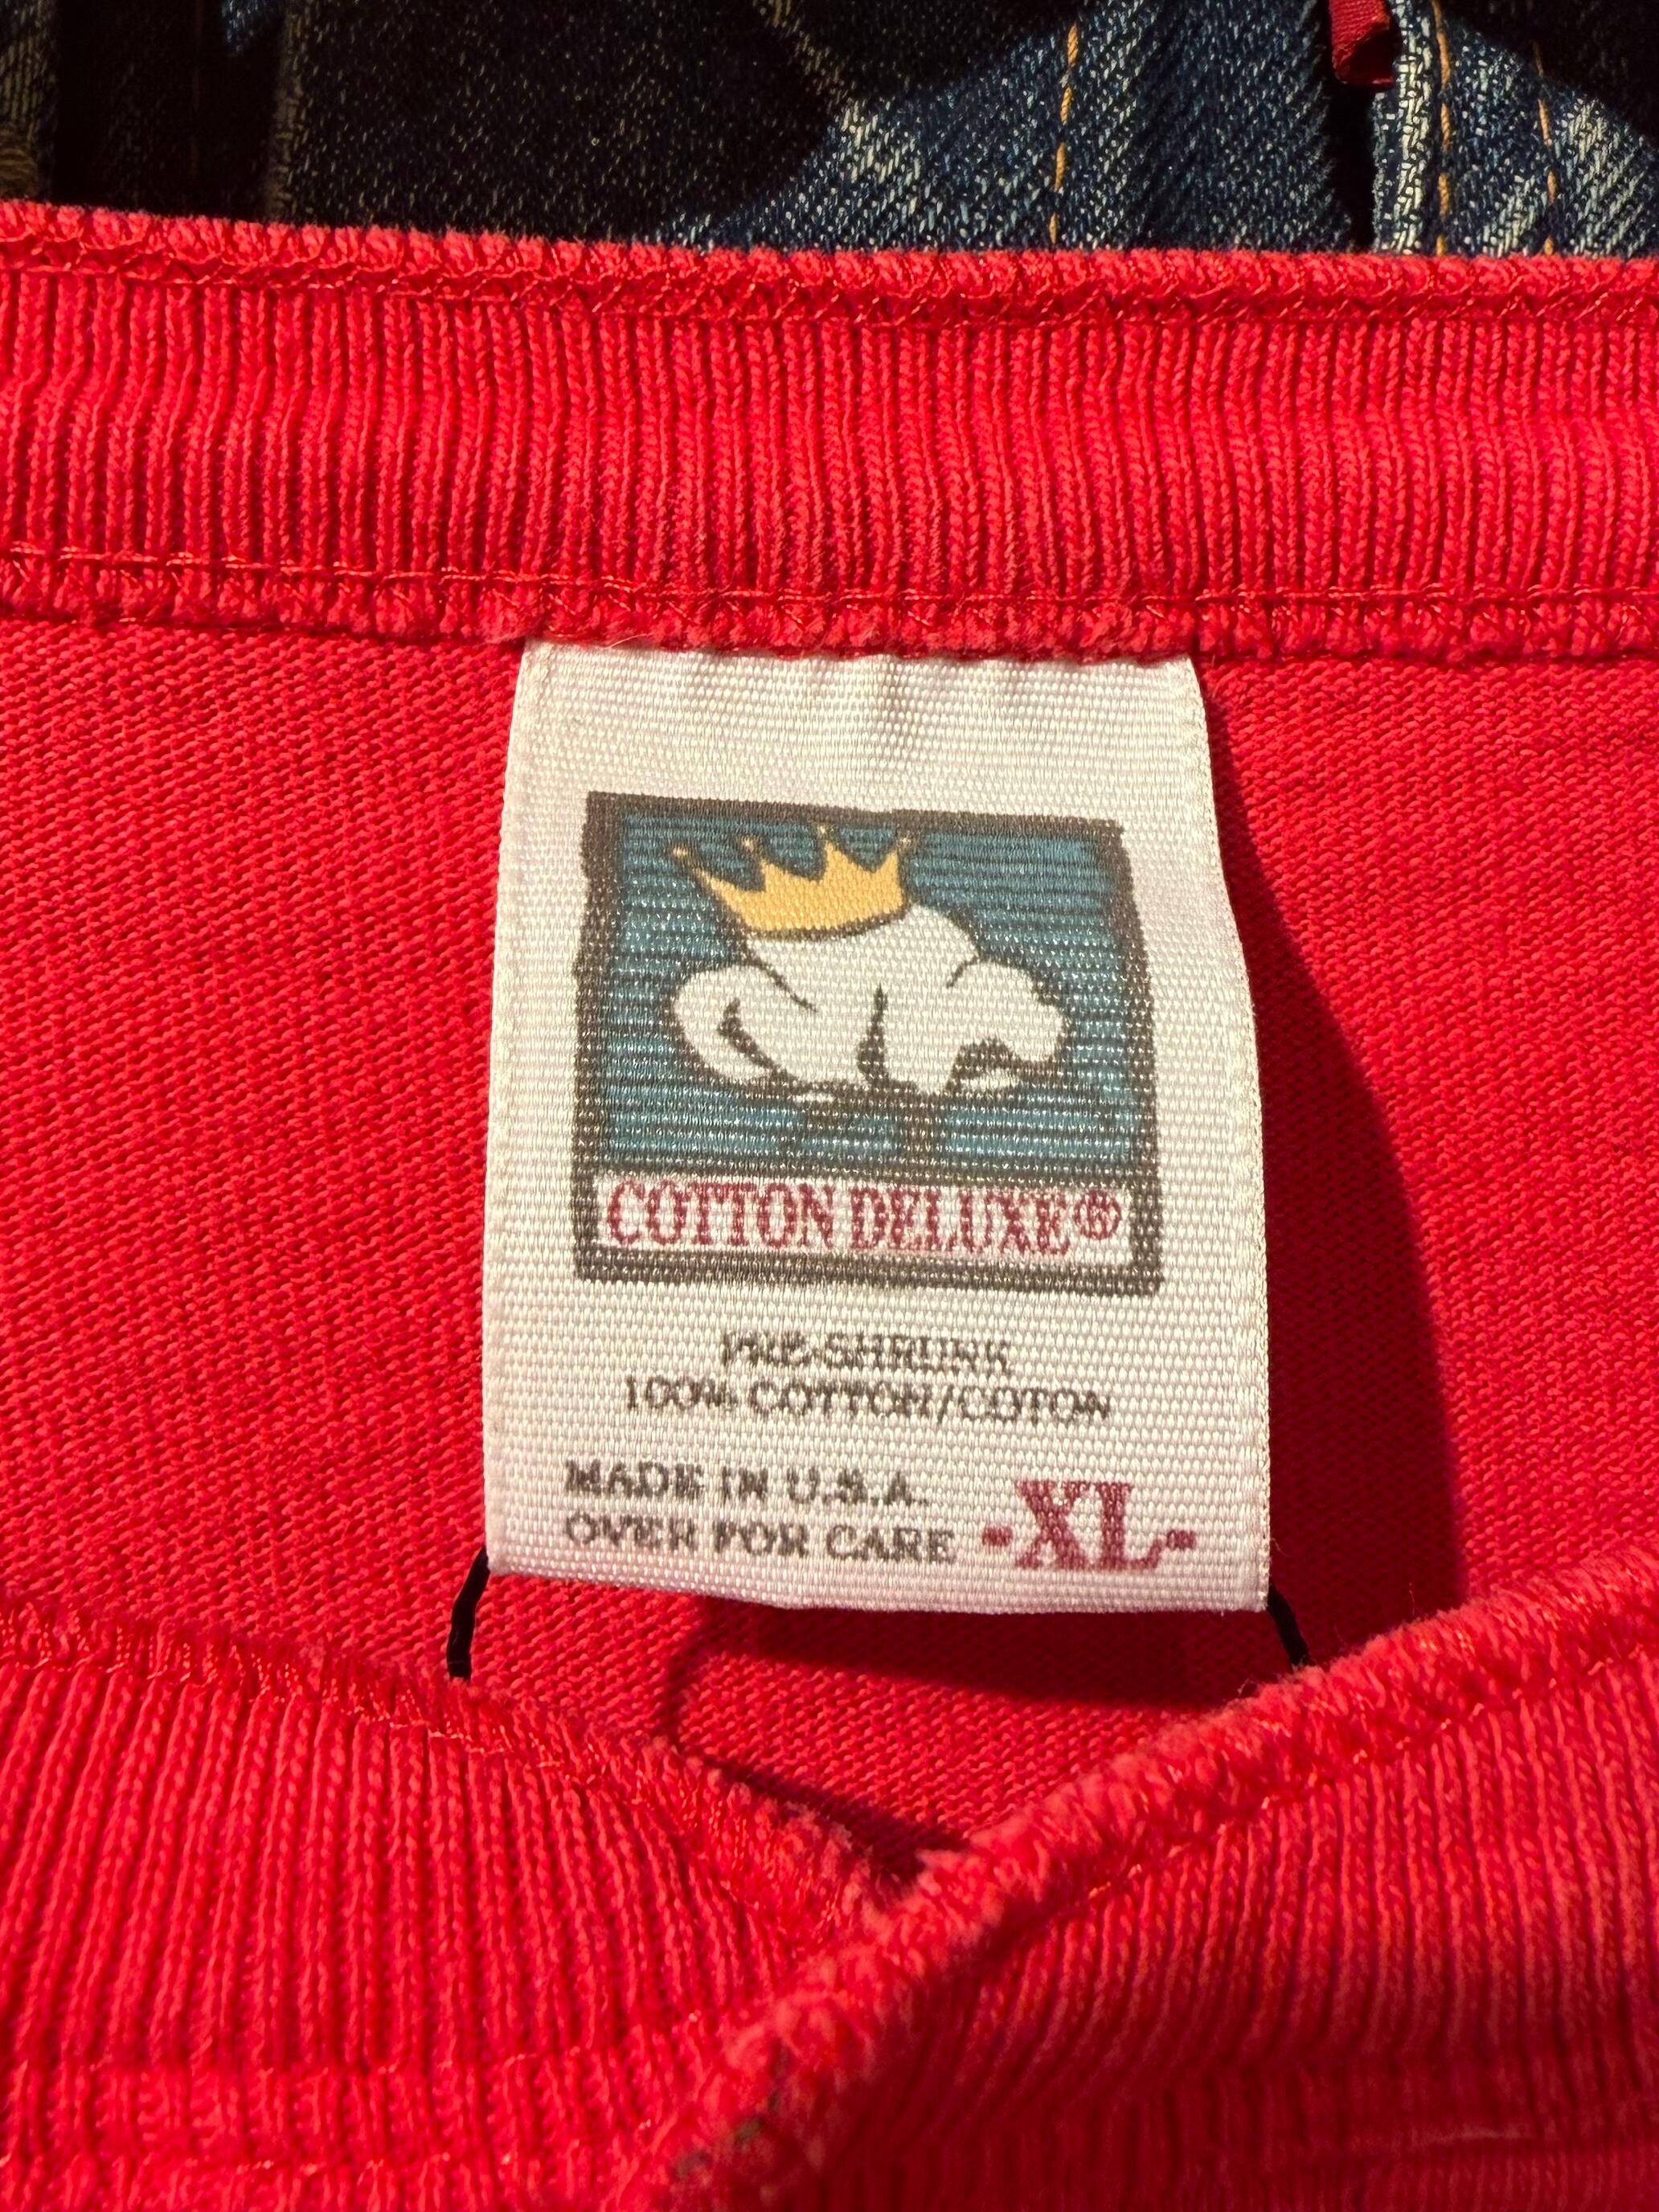 COTTON DELUXE®
PRE-SHRUNK
100% COTTON/COTON
MADE IN U.S.A.
OVER FOR CARE
-XL-